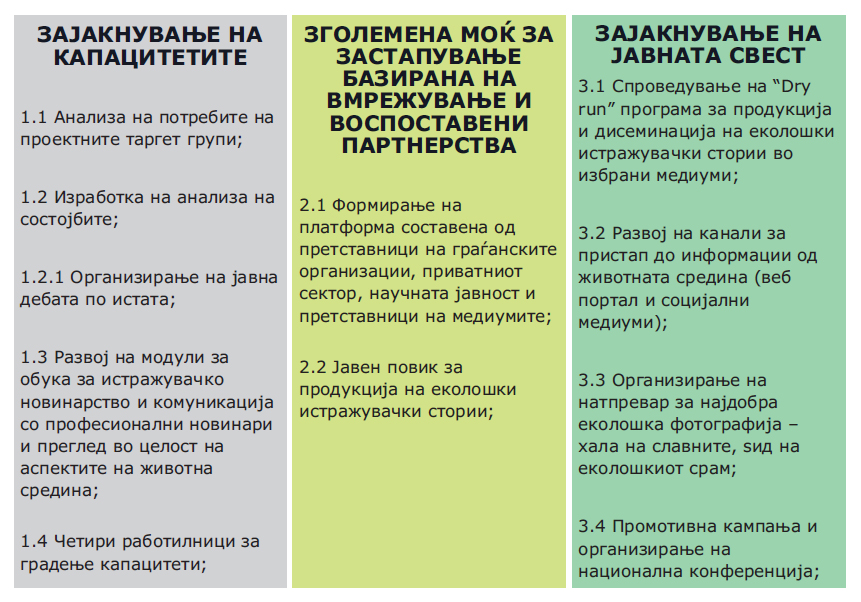 ЗАЈАКНУВАЊЕ НА
КАПАЦИТЕТИТЕ
1.1 Анализа на потребите на
проектните таргет групи;
1.2 Изработка на анализа на
состојбите;
1.2.1 Организирање на јавна
дебата по истата;
1.3 Развој на модули за
обука за истражувачко
новинарство и комуникација
со професионални новинари
и преглед во целост на
аспектите на животна
средина;
1.4 Четири работилници за
градење капацитети;
ЗГОЛЕМЕНА МОЌ ЗА
ЗАСТАПУВАЊЕ
БАЗИРАНА НА
ВМРЕЖУВАЊЕ И
ВОСПОСТАВЕНИ
ПАРТНЕРСТВА
2.1 Формирање на
платформа составена од
претставници на граѓанските
организации, приватниот
сектор, научната јавност и
претставници на медиумите;
2.2 Јавен повик за
продукција на еколошки
истражувачки стории;
ЗАЈАКНУВАЊЕ НА
ЈАВНАТА СВЕСТ
3.1 Спроведување на “Dry
run” програма за продукција
и дисеминација на еколошки
истражувачки стории во
избрани медиуми;
3.2 Развој на канали за
пристап до информации од
животната средина (веб
портал и социјални
медиуми);
3.3 Организирање на
натпревар за најдобра
еколошка фотографија –
хала на славните, ѕид на
еколошкиот срам;
3.4 Промотивна кампања и
организирање на
национална конференција;